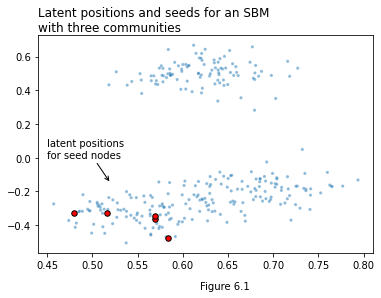 Latent positions and seeds for an SBM
with three communities
0.6
0.4
0.2
0.0
−0.2
−0.4
latent positions
for seed nodes
0.45 0.50 0.55 0.60 0.65 0.70 0.75 0.80
Figure 6.1